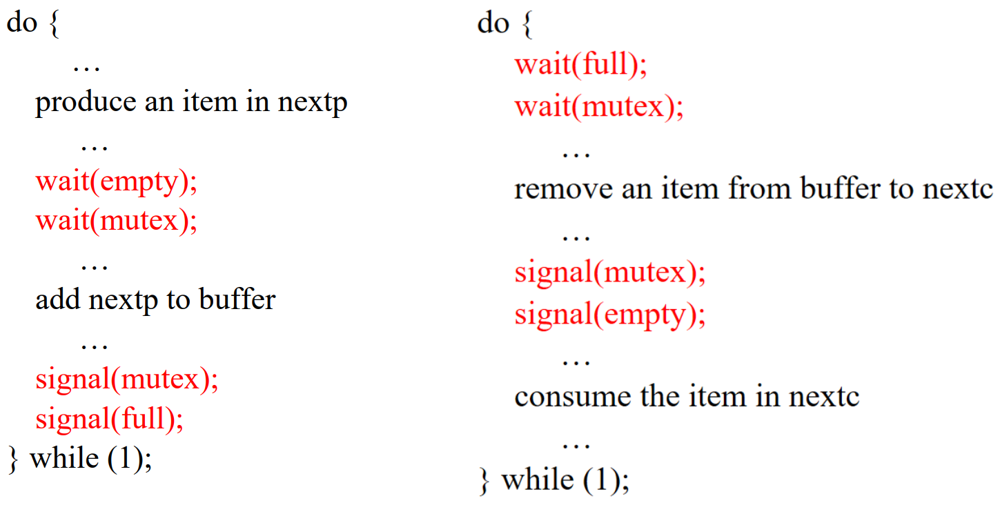 do {
…
produce an item in nextp
…
wait(empty);
wait(mutex);
…
add nextp to buffer
…
signal(mutex);
signal(full);
} while (1);
do {
wait(full);
wait(mutex);
…
remove an item from buffer to nextc
…
signal(mutex);
signal(empty);
…
consume the item in nextc
…
} while (1);